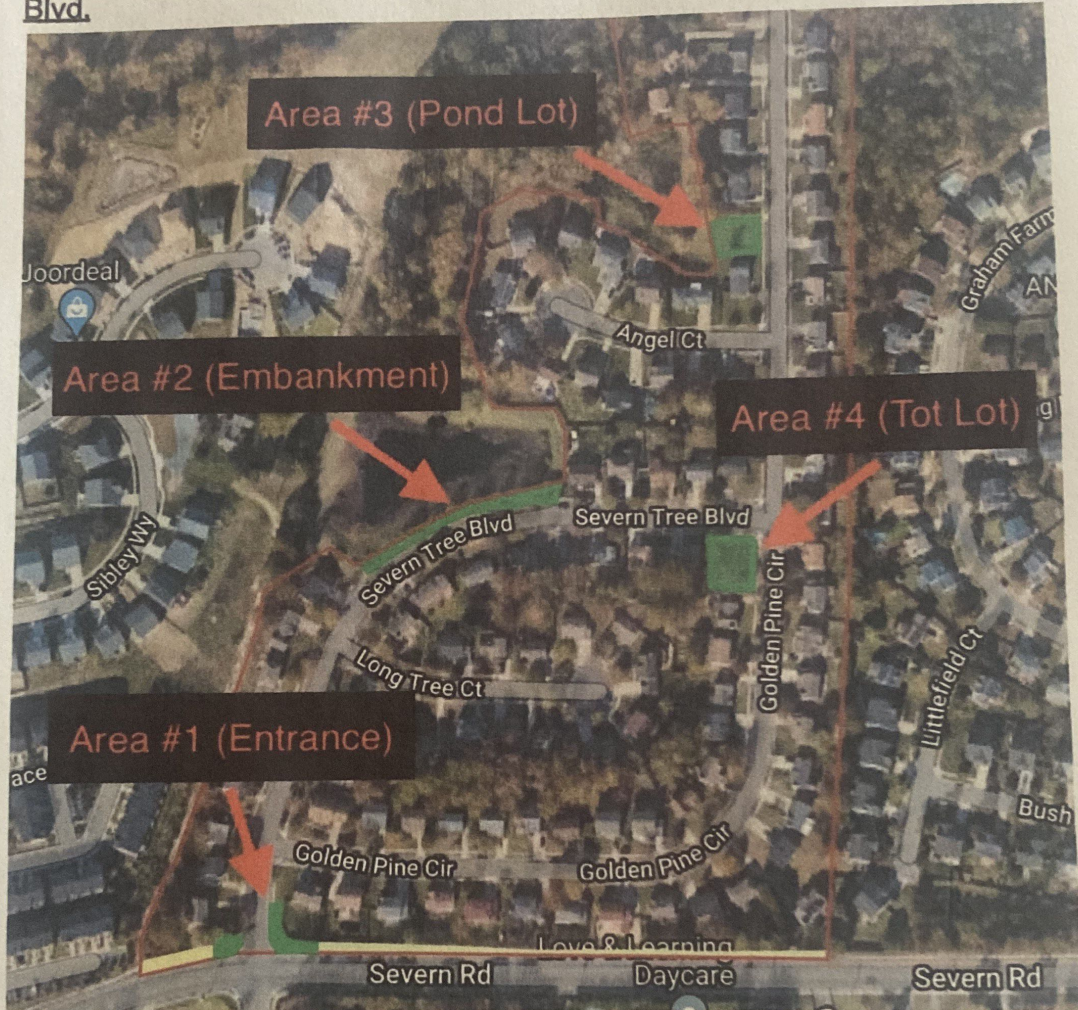 Blvd.
Area #3 (Pond Lot)
Joordeal
Graham Farm
AN
Angel Ct
Area #2 (Embankment)
Area #4 (Tot Lot)
g
Severn Tree Blvd
Severn Tree Blvd
Sibley Wy
Golden Pine Cir
Long Tree Ct
Littlefield Ct
Area #1 (Entrance)
ace
Bush
Golden Pine Cir
Golden Pine Cir
Love & Learning
Daycare
Severn Rd
Severn Rd